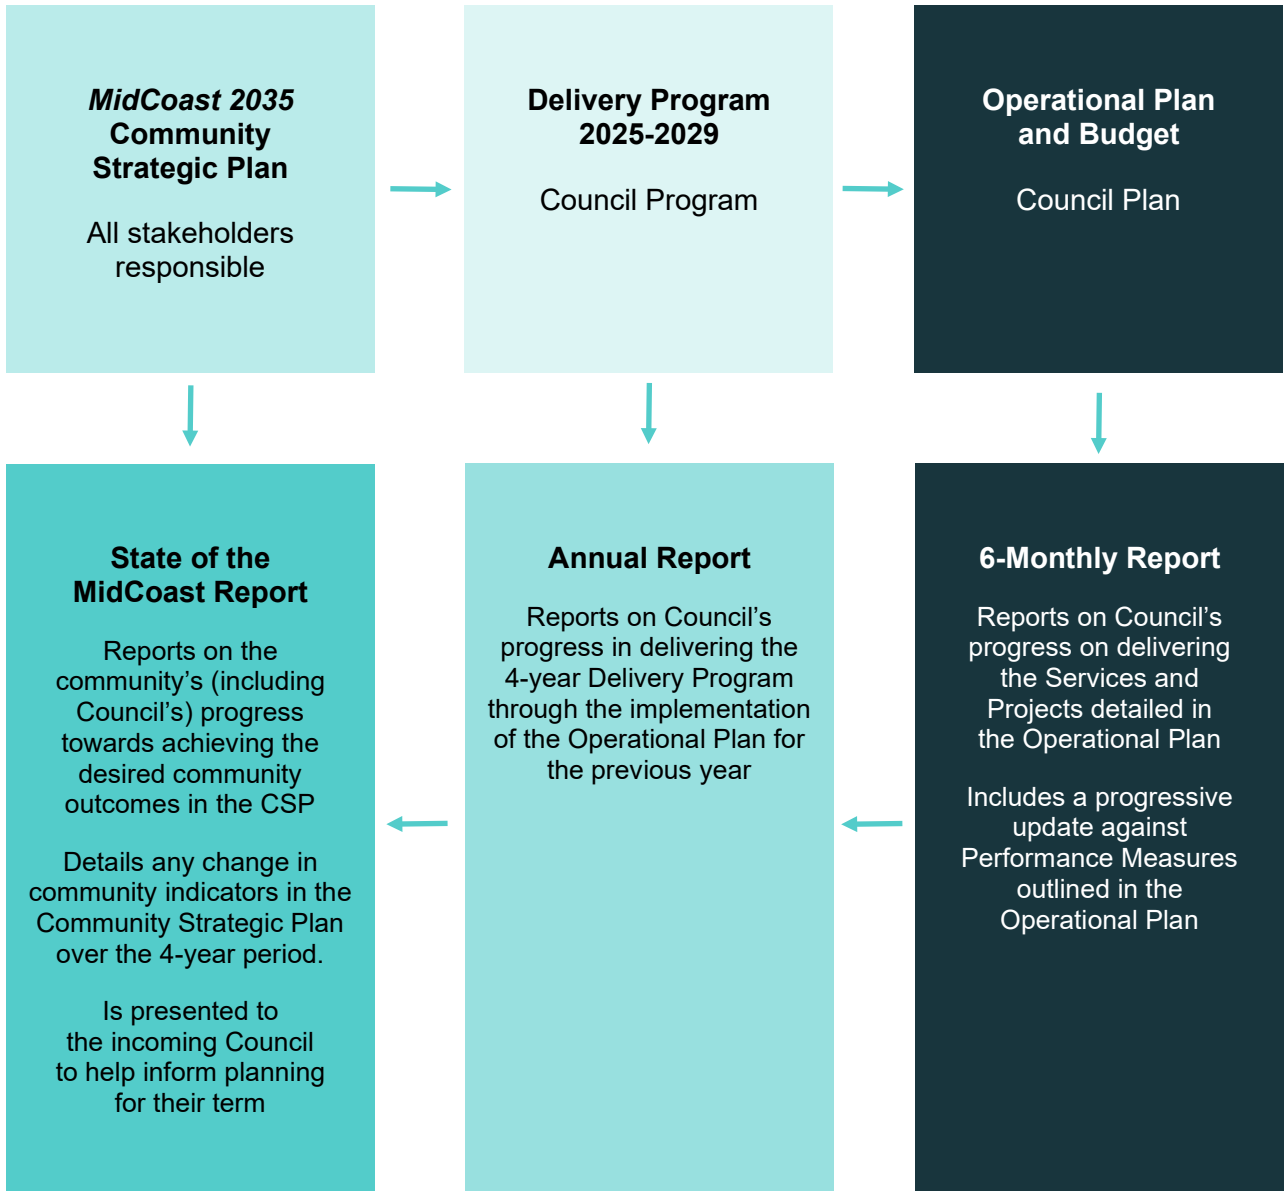 MidCoast 2035
Community
Strategic Plan
All stakeholders
responsible
Delivery Program
2025-2029
Council Program
Operational Plan
and Budget
Council Plan
State of the
MidCoast Report
Reports on the
community’s (including
Council’s) progress
towards achieving the
desired community
outcomes in the CSP
Details any change in
community indicators in the
Community Strategic Plan
over the 4-year period.
Is presented to
the incoming Council
to help inform planning
for their term
Annual Report
Reports on Council’s
progress in delivering the
4-year Delivery Program
through the implementation
of the Operational Plan for
the previous year
6-Monthly Report
Reports on Council’s
progress on delivering
the Services and
Projects detailed in
the Operational Plan
Includes a progressive
update against
Performance Measures
outlined in the
Operational Plan